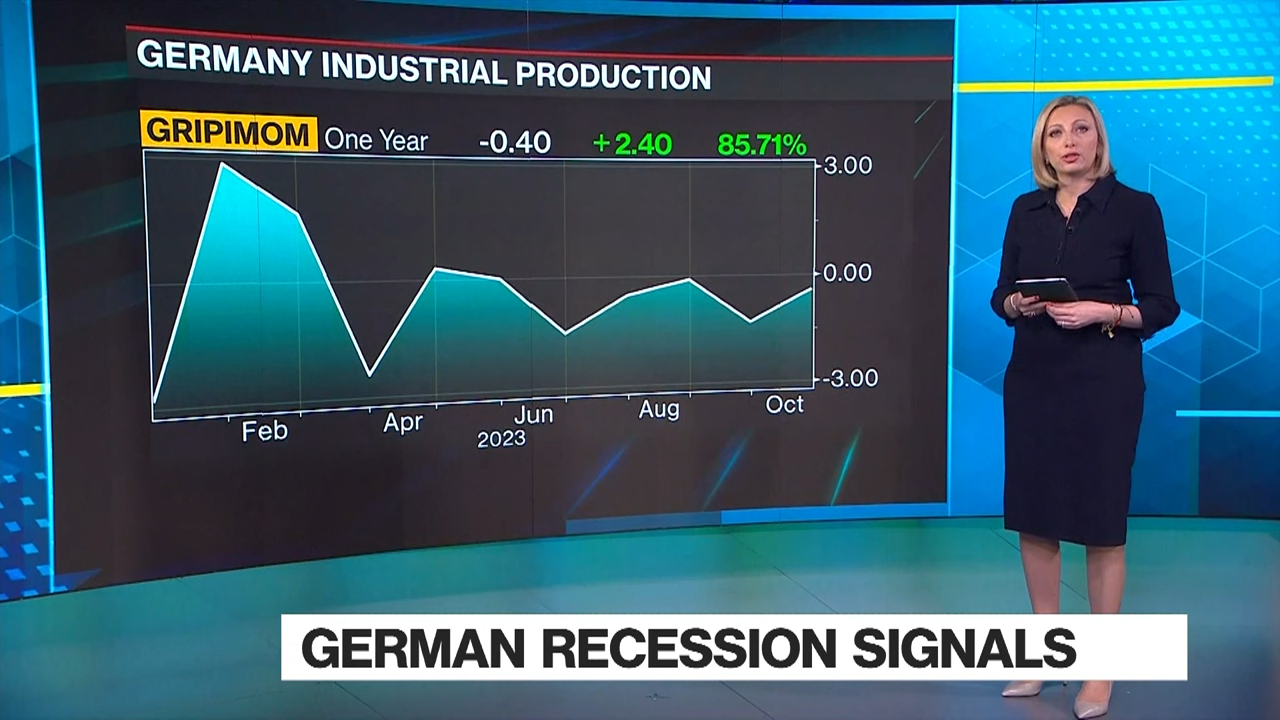 GERMANY INDUSTRIAL PRODUCTION
GRIPIMOM One Year -0.40 +2.40 85.71%
3.00
0.00
-3.00
Feb Apr Jun Aug Oct
2023
GERMAN RECESSION SIGNALS